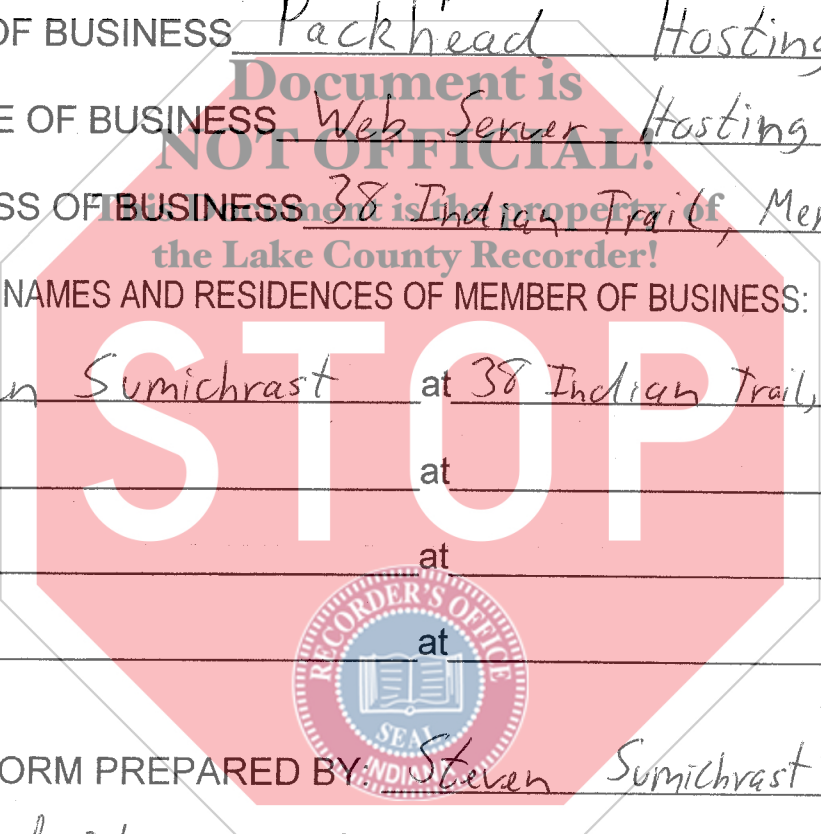 OF BUSINESS Packhead Hosting
E OF BUSINESS Web Server Hosting
SS OF BUSINESS 38 Indian Trail, Mer
NAMES AND RESIDENCES OF MEMBER OF BUSINESS:
n Sumichrast at 38 Indian Trail,
at
at
at
ORM PREPARED BY: Steven Sumichrast
Document is
NOT OFFICIAL!
This Document is the property of
the Lake County Recorder!
STOP
RECORDER'S OFFICE
SEAL
INDIANA